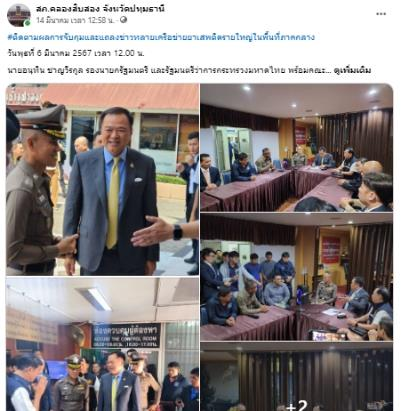 สภ.คลองสิบสอง จังหวัดปทุมธานี
14 มีนาคม เวลา 12:58 น.
#ติดตามผลการจับกุมและแถลงข่าวทลายเครือข่ายยาเสพติดรายใหญ่ในพื้นที่ภาคกลาง
วันพุธที่ 6 มีนาคม 2567 เวลา 12.00 น.
นายอนุทิน ชาญวีรกูล รองนายกรัฐมนตรี และรัฐมนตรีว่าการกระทรวงมหาดไทย พร้อมคณะ... ดูเพิ่มเติม
ห้องควบคุมผู้ต้องหา
THE CONTROL ROOM
+2